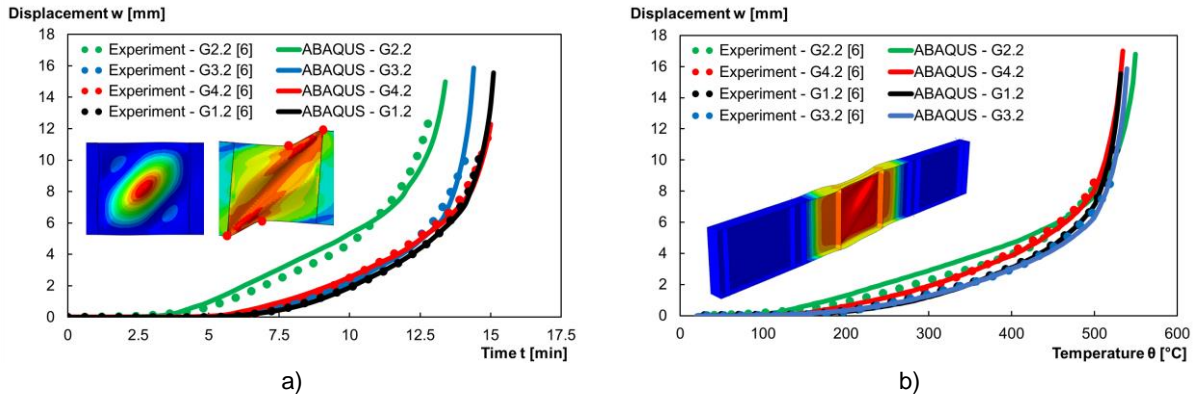 Displacement w [mm]
18
16
14
12
10
8
6
4
2
0
Experiment - G2.2 [6]
Experiment - G3.2 [6]
Experiment - G4.2 [6]
Experiment - G1.2 [6]
ABAQUS - G2.2
ABAQUS - G3.2
ABAQUS - G4.2
ABAQUS - G1.2
0 2.5 5 7.5 10 12.5 15 17.5
Time t [min]
a)
Displacement w [mm]
18
16
14
12
10
8
6
4
2
0
Experiment - G2.2 [6]
Experiment - G4.2 [6]
Experiment - G1.2 [6]
Experiment - G3.2 [6]
ABAQUS - G2.2
ABAQUS - G4.2
ABAQUS - G1.2
ABAQUS - G3.2
0 100 200 300 400 500 600
Temperature θ [°C]
b)